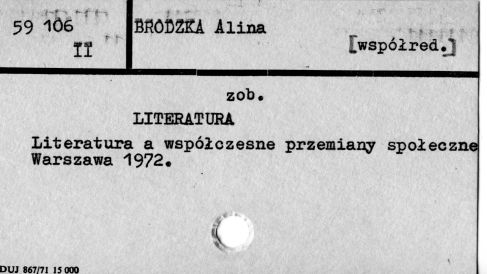 59 106
II
BRODZKA Alina
[współred.]
zob.
LITERATURA
Literatura a współczesne przemiany społeczne
Warszawa 1972.
DUJ 867/71 15 000